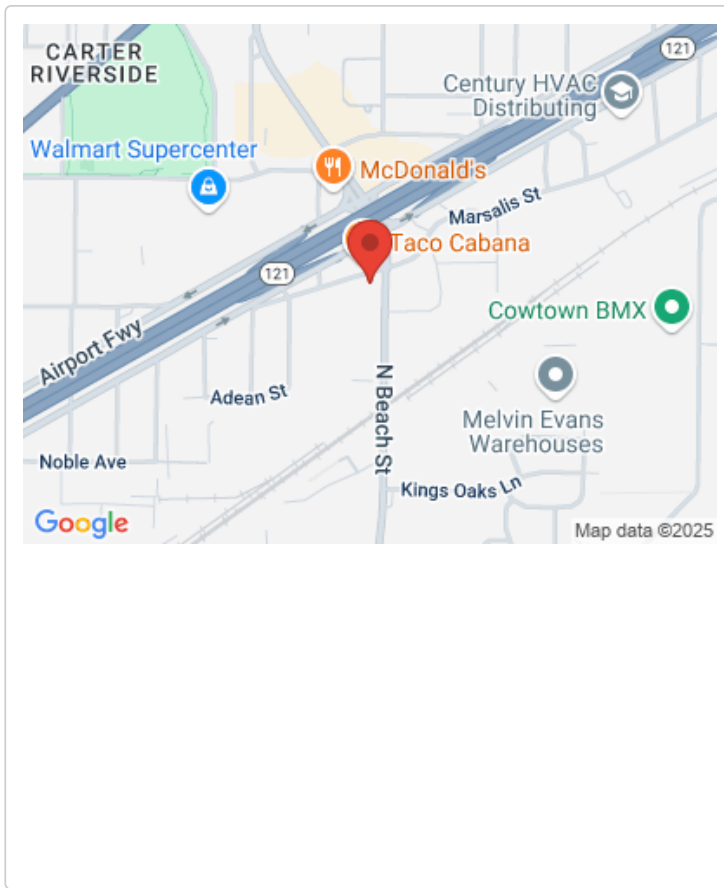 CARTER
RIVERSIDE
121
Century HVAC
Distributing
Walmart Supercenter
McDonald's
Marsalis St
Taco Cabana
121
Cowtown BMX
Airport Fwy
Adean St
N Beach St
Melvin Evans
Warehouses
Noble Ave
Kings Oaks Ln
Google
Map data ©2025